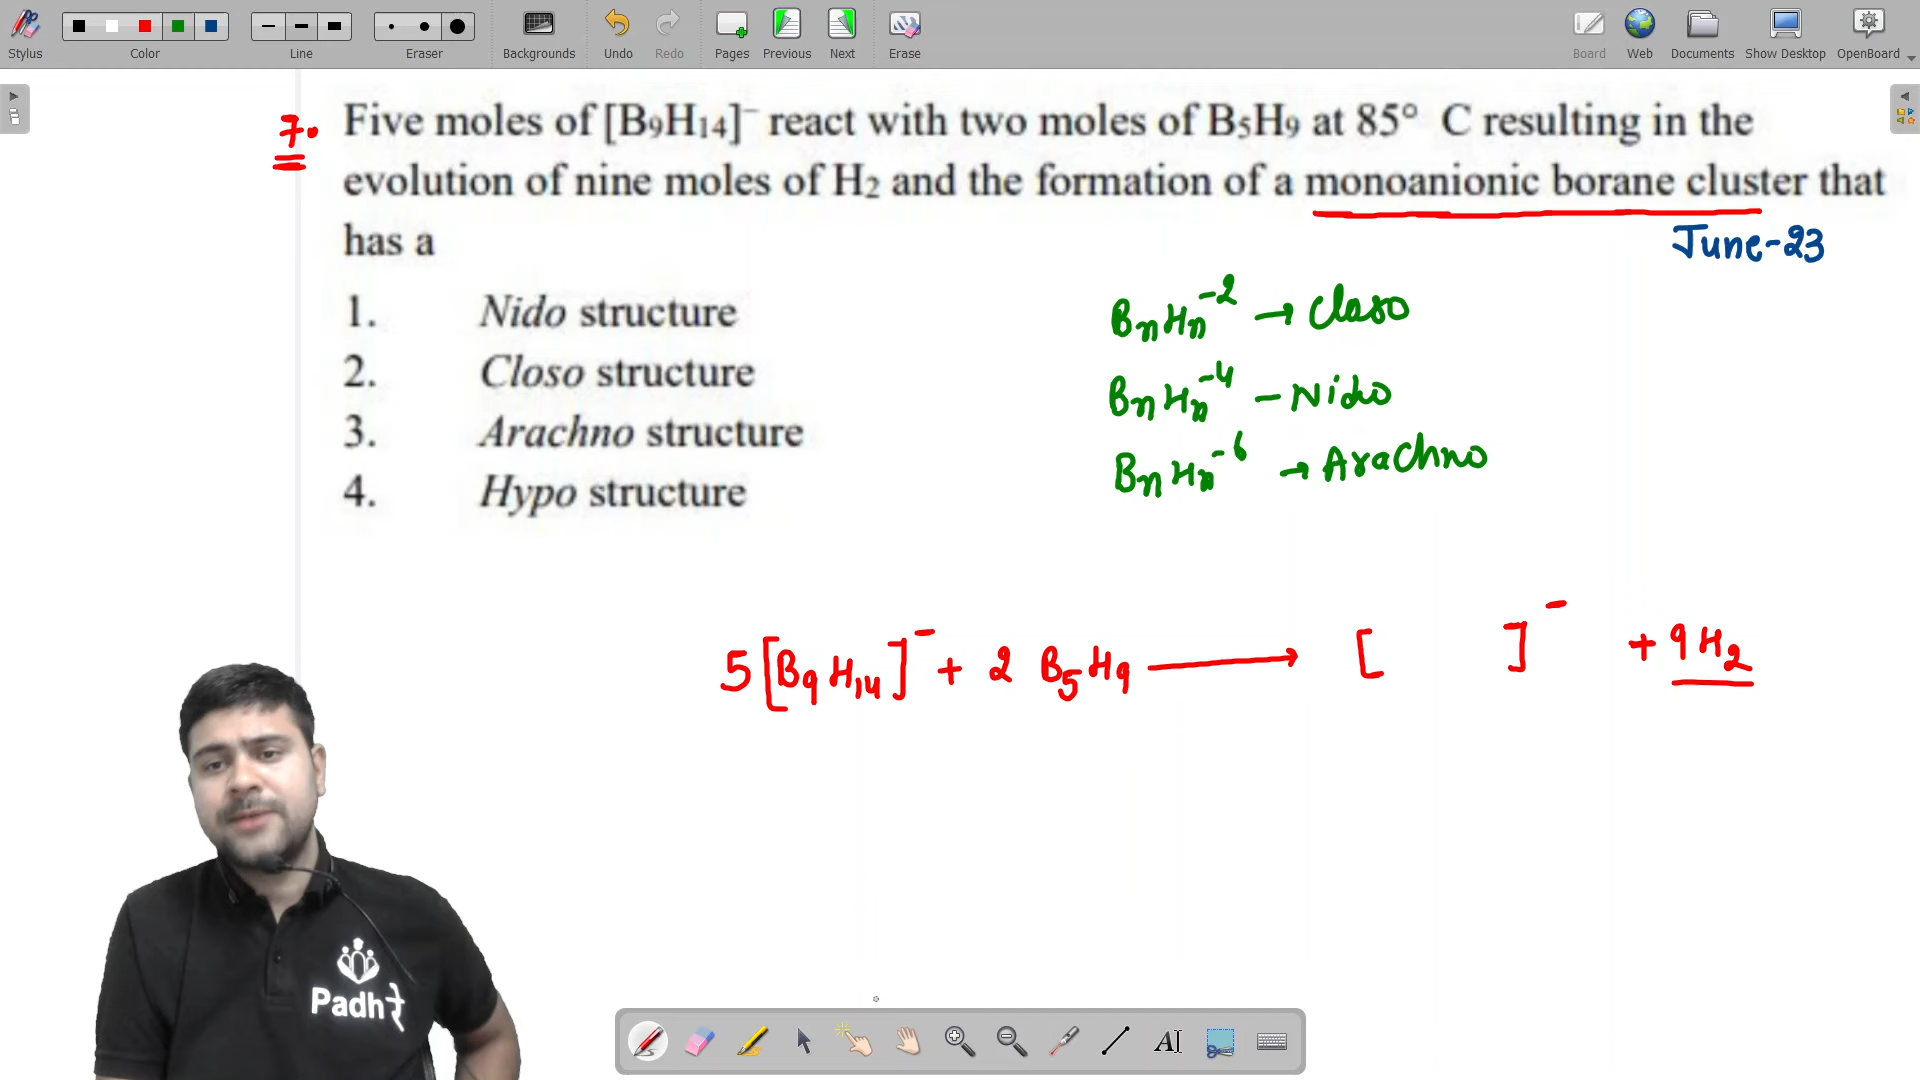 Stylus Color Line Eraser Backgrounds Undo Redo Pages Previous Next Erase Board Web Documents Show Desktop OpenBoard
7. Five moles of [B₉H₁₄]⁻ react with two moles of B₅H₉ at 85° C resulting in the
evolution of nine moles of H₂ and the formation of a monoanionic borane cluster that
has a
June-23
1. Nido structure
2. Closo structure
3. Arachno structure
4. Hypo structure
BnHn⁻² → Closo
BnHn⁻⁴ – Nido
BnHn⁻⁶ → Arachno
5[B₉H₁₄]⁻ + 2 B₅H₉ ⟶ [ ]⁻ + 9H₂
Padhरे
AI